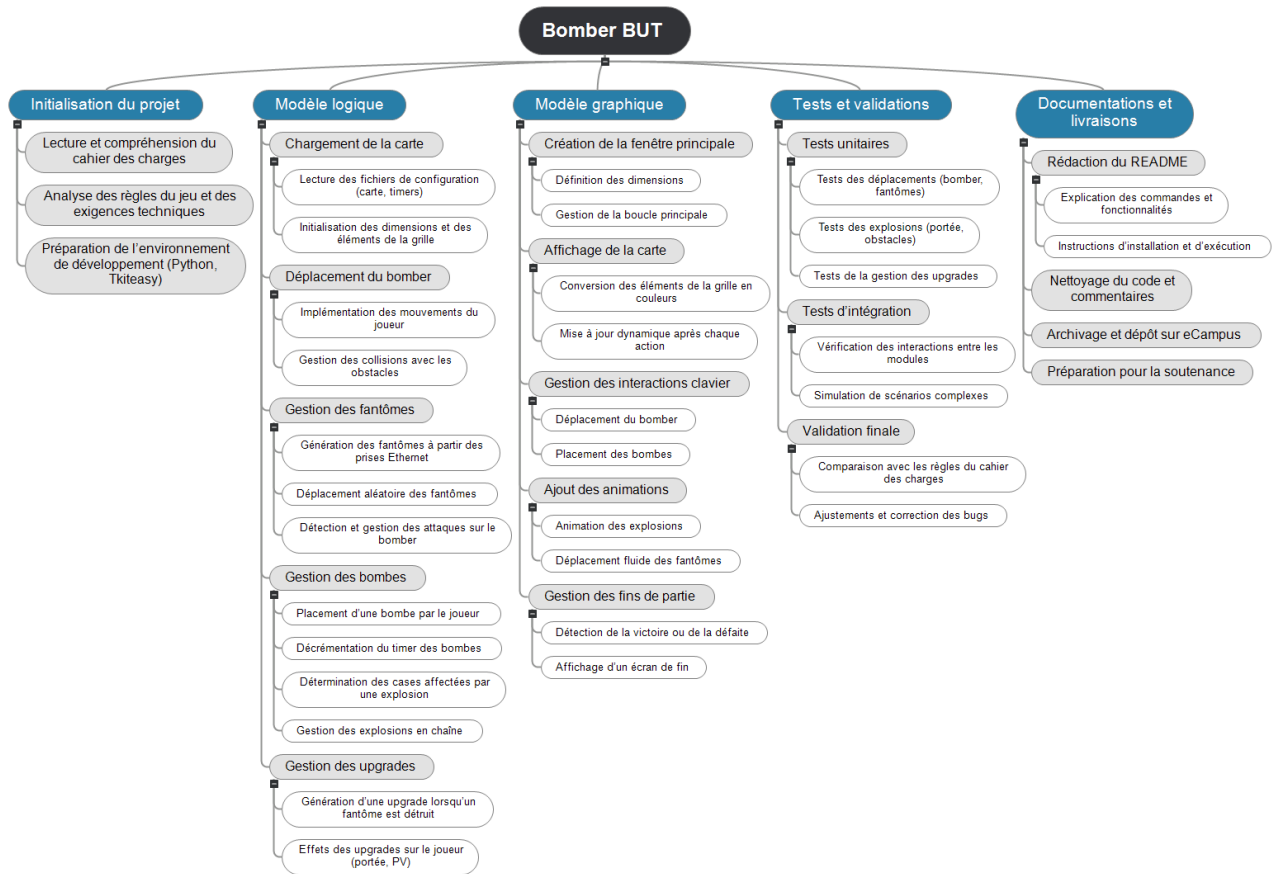 Bomber BUT
Initialisation du projet
Lecture et compréhension du
cahier des charges
Analyse des règles du jeu et des
exigences techniques
Préparation de l'environnement
de développement (Python,
Tkiteasy)
Modèle logique
Chargement de la carte
Lecture des fichiers de configuration
(carte, timers)
Initialisation des dimensions et des
éléments de la grille
Déplacement du bomber
Implémentation des mouvements du
joueur
Gestion des collisions avec les
obstacles
Gestion des fantômes
Génération des fantômes à partir des
prises Ethernet
Déplacement aléatoire des fantômes
Détection et gestion des attaques sur le
bomber
Gestion des bombes
Placement d'une bombe par le joueur
Décrémentation du timer des bombes
Détermination des cases affectées par
une explosion
Gestion des explosions en chaîne
Gestion des upgrades
Génération d'une upgrade lorsqu'un
fantôme est détruit
Effets des upgrades sur le joueur
(portée, PV)
Modèle graphique
Création de la fenêtre principale
Définition des dimensions
Gestion de la boucle principale
Affichage de la carte
Conversion des éléments de la grille en
couleurs
Mise à jour dynamique après chaque
action
Gestion des interactions clavier
Déplacement du bomber
Placement des bombes
Ajout des animations
Animation des explosions
Déplacement fluide des fantômes
Gestion des fins de partie
Détection de la victoire ou de la défaite
Affichage d'un écran de fin
Tests et validations
Tests unitaires
Tests des déplacements (bomber,
fantômes)
Tests des explosions (portée,
obstacles)
Tests de la gestion des upgrades
Tests d'intégration
Vérification des interactions entre les
modules
Simulation de scénarios complexes
Validation finale
Comparaison avec les règles du cahier
des charges
Ajustements et correction des bugs
Documentations et
livraisons
Rédaction du README
Explication des commandes et
fonctionnalités
Instructions d'installation et d'exécution
Nettoyage du code et
commentaires
Archivage et dépôt sur eCampus
Préparation pour la soutenance